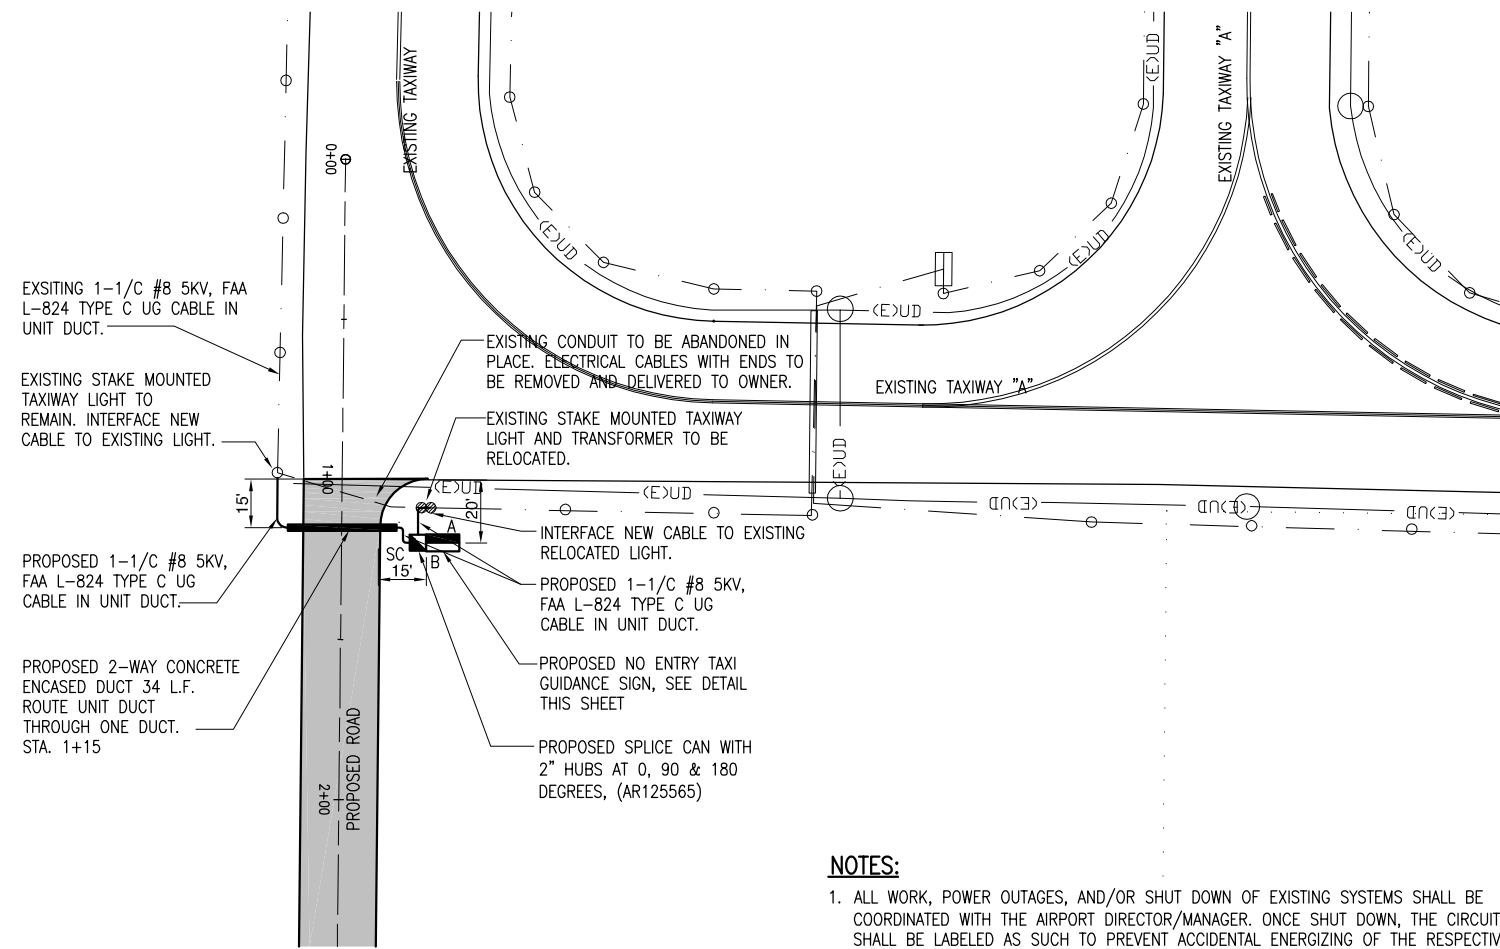 EXISTING TAXIWAY
(E)UD
EXISTING TAXIWAY "A"
0+00
(E)UD
(E)UD
(E)UD
EXSITING 1-1/C #8 5KV, FAA
L-824 TYPE C UG CABLE IN
UNIT DUCT.
(E)UD
EXISTING CONDUIT TO BE ABANDONED IN
PLACE. ELECTRICAL CABLES WITH ENDS TO
BE REMOVED AND DELIVERED TO OWNER.
EXISTING STAKE MOUNTED
TAXIWAY LIGHT TO
REMAIN. INTERFACE NEW
CABLE TO EXISTING LIGHT.
EXISTING TAXIWAY "A"
EXISTING STAKE MOUNTED TAXIWAY
LIGHT AND TRANSFORMER TO BE
RELOCATED.
(E)UD
1+00
(E)UD
(E)UD
(E)UD
(E)UD
(E)UD
15'
20'
A
SC
B
15'
INTERFACE NEW CABLE TO EXISTING
RELOCATED LIGHT.
PROPOSED 1-1/C #8 5KV,
FAA L-824 TYPE C UG
CABLE IN UNIT DUCT.
PROPOSED 1-1/C #8 5KV,
FAA L-824 TYPE C UG
CABLE IN UNIT DUCT.
PROPOSED 2-WAY CONCRETE
ENCASED DUCT 34 L.F.
ROUTE UNIT DUCT
THROUGH ONE DUCT.
STA. 1+15
PROPOSED NO ENTRY TAXI
GUIDANCE SIGN, SEE DETAIL
THIS SHEET
PROPOSED ROAD
2+00
PROPOSED SPLICE CAN WITH
2" HUBS AT 0, 90 & 180
DEGREES, (AR125565)
NOTES:
1. ALL WORK, POWER OUTAGES, AND/OR SHUT DOWN OF EXISTING SYSTEMS SHALL BE
COORDINATED WITH THE AIRPORT DIRECTOR/MANAGER. ONCE SHUT DOWN, THE CIRCUIT
SHALL BE LABELED AS SUCH TO PREVENT ACCIDENTAL ENERGIZING OF THE RESPECTIV